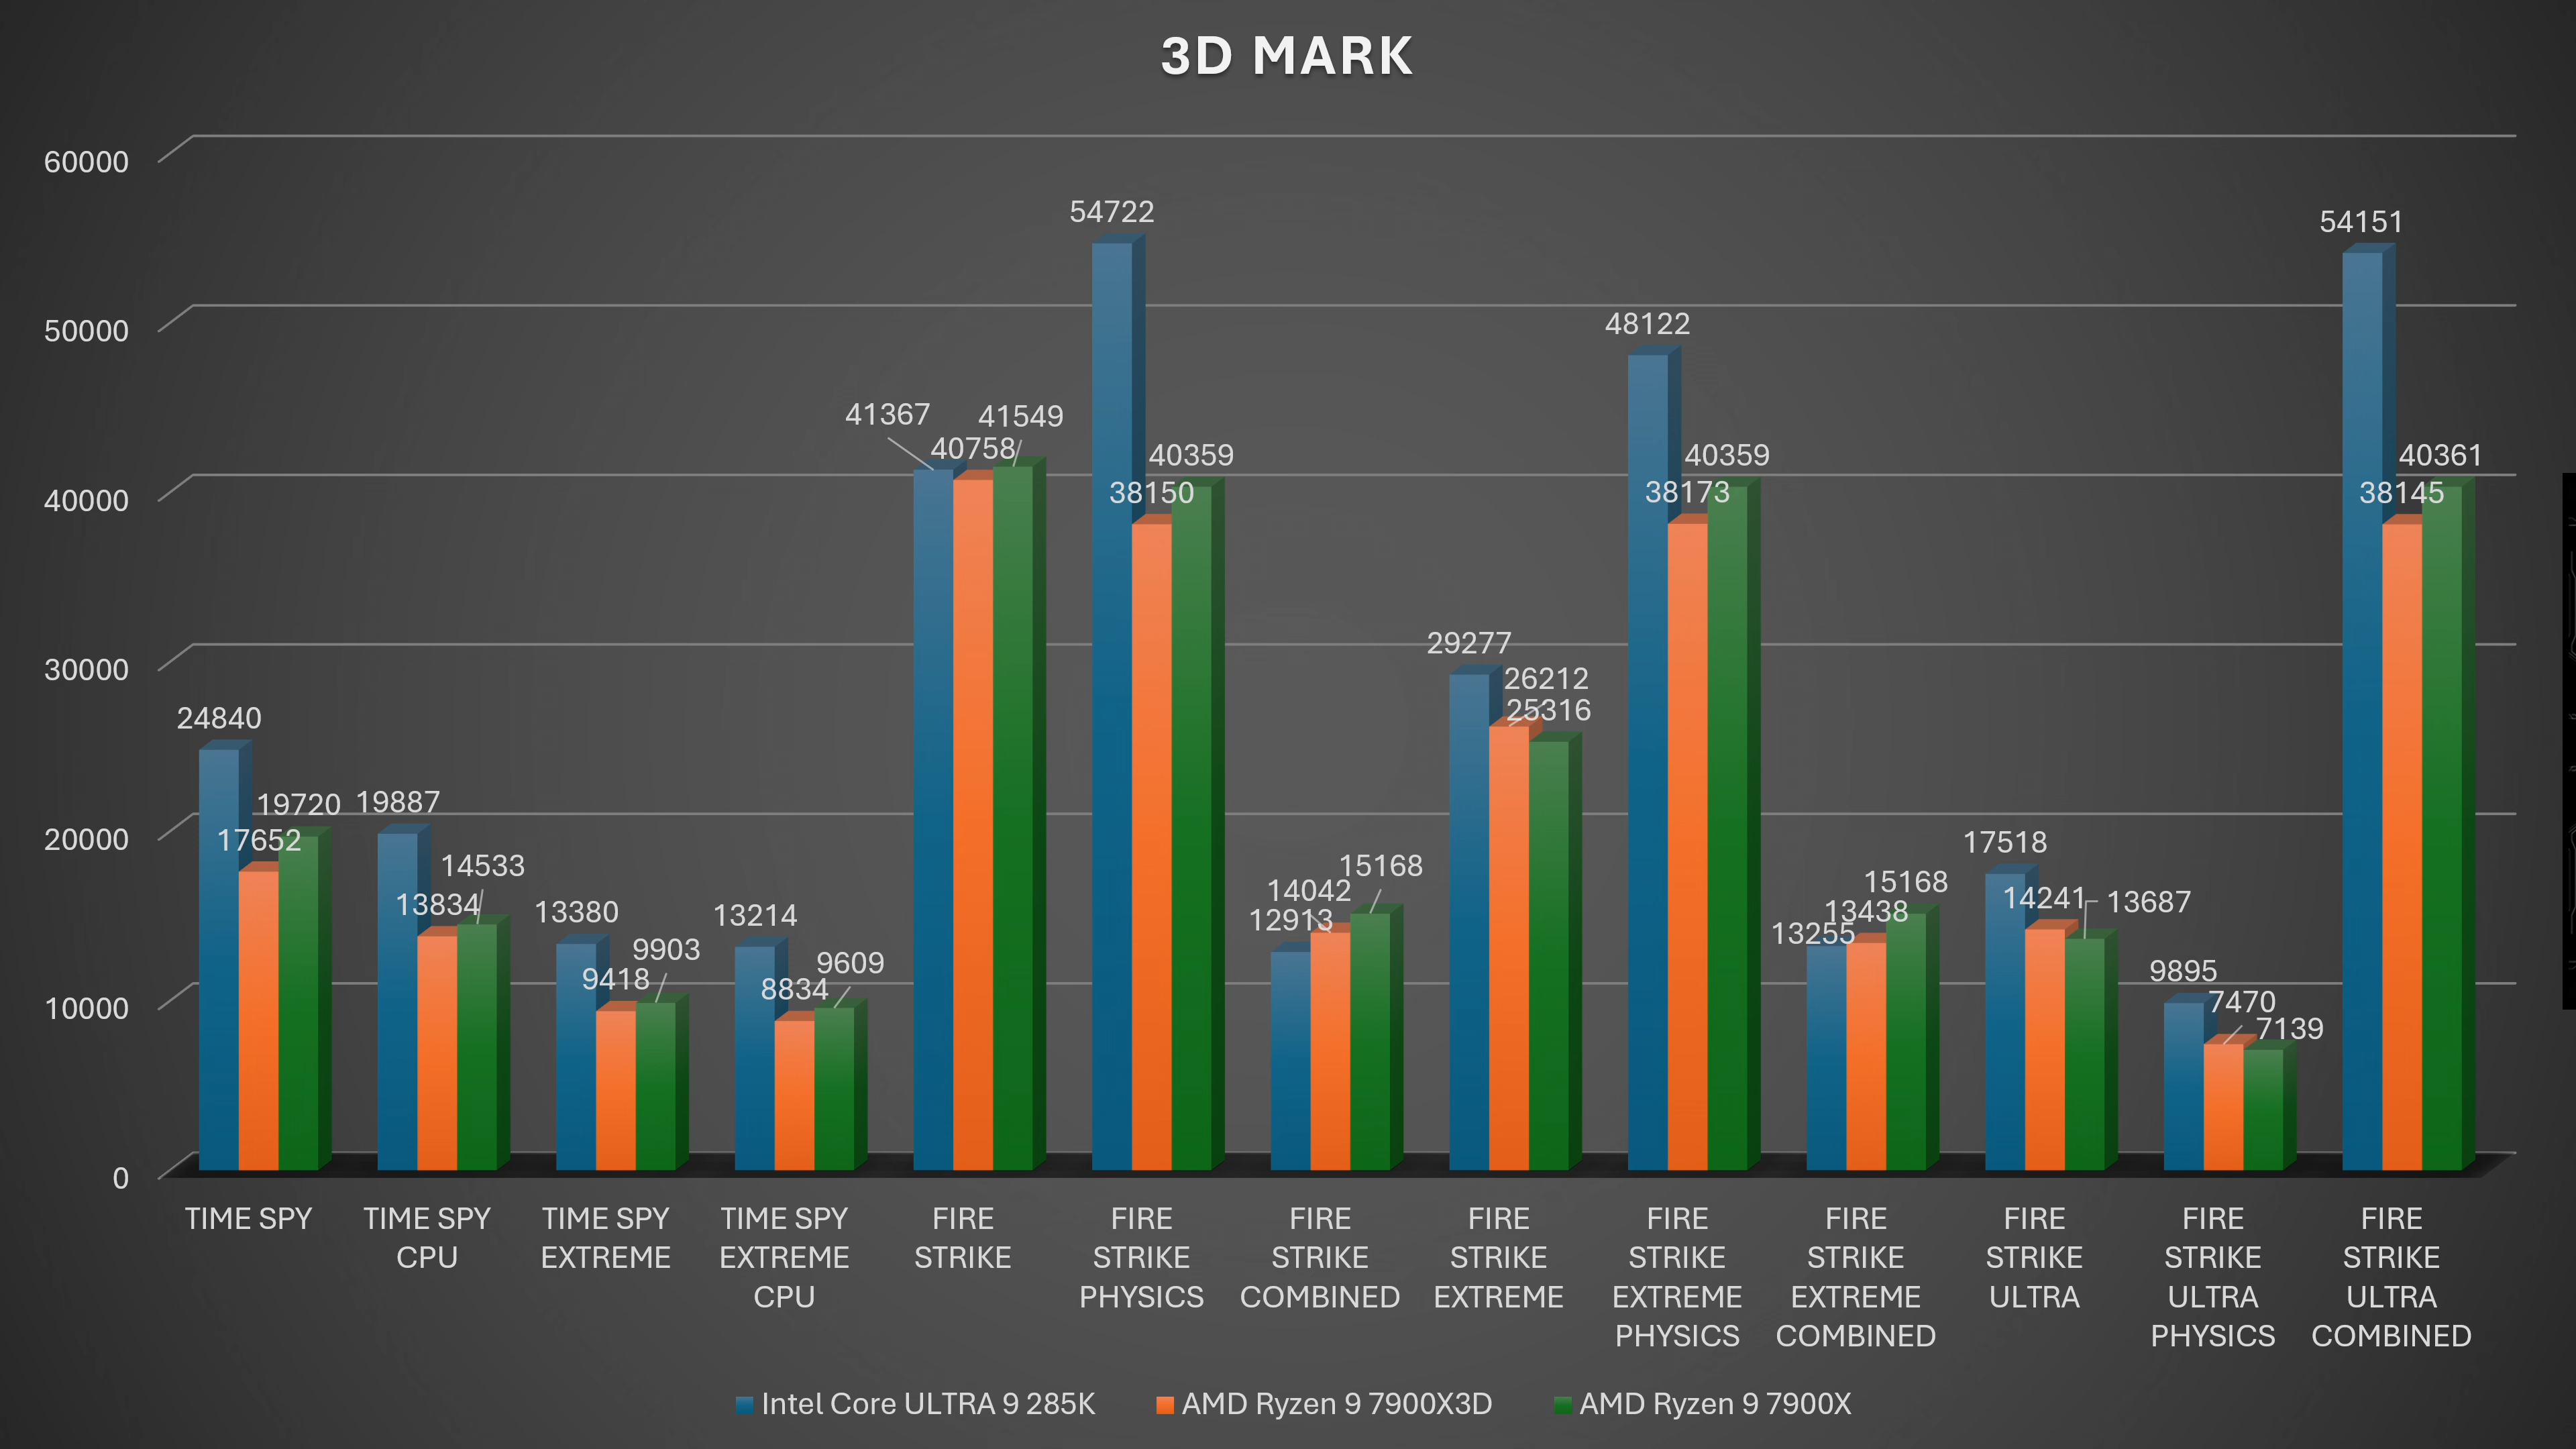 3D MARK
60000
50000
40000
30000
20000
10000
0
24840
17652
19720
19887
13834
14533
13380
9418
9903
13214
8834
9609
41367
40758
41549
54722
38150
40359
12913
14042
15168
29277
26212
25316
48122
38173
40359
13255
13438
15168
17518
14241
13687
9895
7470
7139
54151
38145
40361
TIME SPY
TIME SPY
CPU
TIME SPY
EXTREME
TIME SPY
EXTREME
CPU
FIRE
STRIKE
FIRE
STRIKE
PHYSICS
FIRE
STRIKE
COMBINED
FIRE
STRIKE
EXTREME
FIRE
STRIKE
EXTREME
PHYSICS
FIRE
STRIKE
EXTREME
COMBINED
FIRE
STRIKE
ULTRA
FIRE
STRIKE
ULTRA
PHYSICS
FIRE
STRIKE
ULTRA
COMBINED
Intel Core ULTRA 9 285K
AMD Ryzen 9 7900X3D
AMD Ryzen 9 7900X